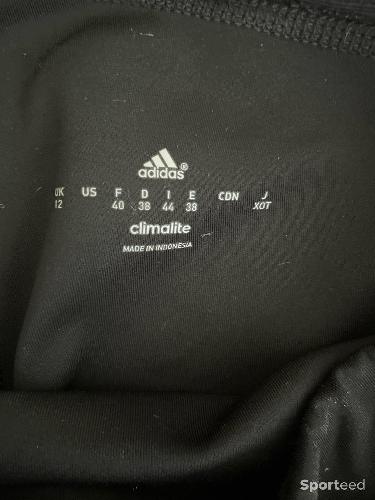 adidas®
UK US F D I E CDN J
12 40 38 44 38 XOT
climalite
MADE IN INDONESIA
Sporteed